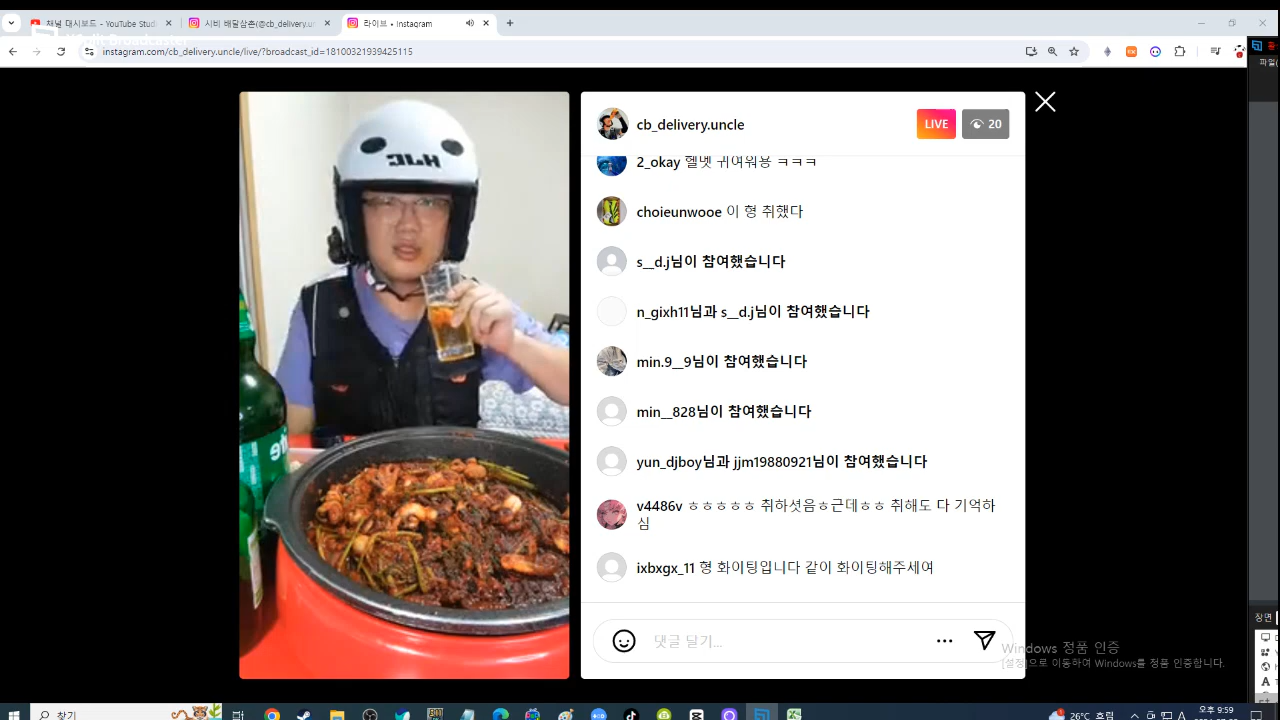 채널 대시보드 - YouTube Studi
시비 배달삼촌(@cb_delivery.u
라이브 • Instagram
XSplit Broadcaster
instagram.com/cb_delivery.uncle/live/?broadcast_id=18100321939425115
파일(
cb_delivery.uncle
LIVE
20
2_okay 헬멧 귀여워용 ㅋㅋㅋ
choieunwooe 이 형 취했다
s__d.j님이 참여했습니다
n_gixh11님과 s__d.j님이 참여했습니다
min.9__9님이 참여했습니다
min__828님이 참여했습니다
yun_djboy님과 jjm19880921님이 참여했습니다
v4486v ㅎㅎㅎㅎㅎ 취하셧음ㅎ근데ㅎㅎ 취해도 다 기억하
심
ixbxgx_11 형 화이팅입니다 같이 화이팅해주세여
댓글 달기...
Windows 정품 인증
[설정]으로 이동하여 Windows를 정품 인증합니다.
장면
찾기
26°C 흐림
오후 9:59